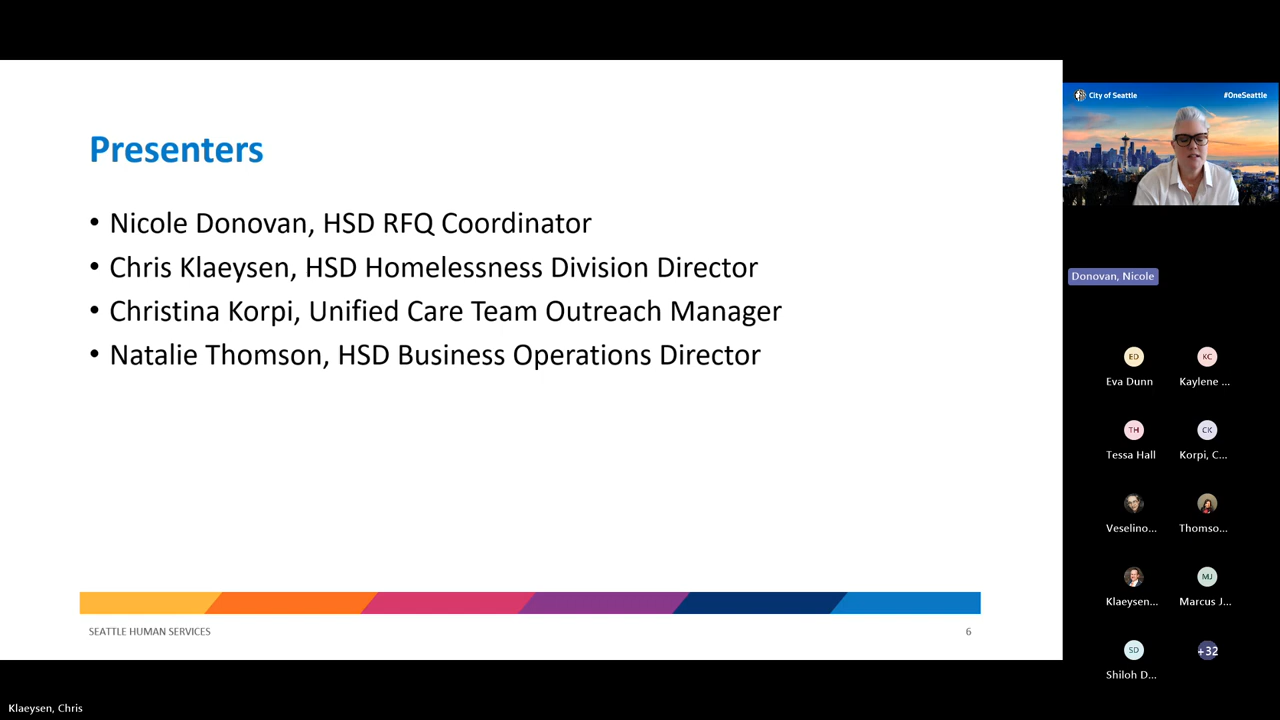 Presenters
• Nicole Donovan, HSD RFQ Coordinator
• Chris Klaeysen, HSD Homelessness Division Director
• Christina Korpi, Unified Care Team Outreach Manager
• Natalie Thomson, HSD Business Operations Director
SEATTLE HUMAN SERVICES
6
City of Seattle
#OneSeattle
Donovan, Nicole
ED
KC
Eva Dunn
Kaylene ...
TH
CK
Tessa Hall
Korpi, C...
Veselino...
Thomso...
MJ
Klaeysen...
Marcus J...
SD
+32
Shiloh D...
Klaeysen, Chris